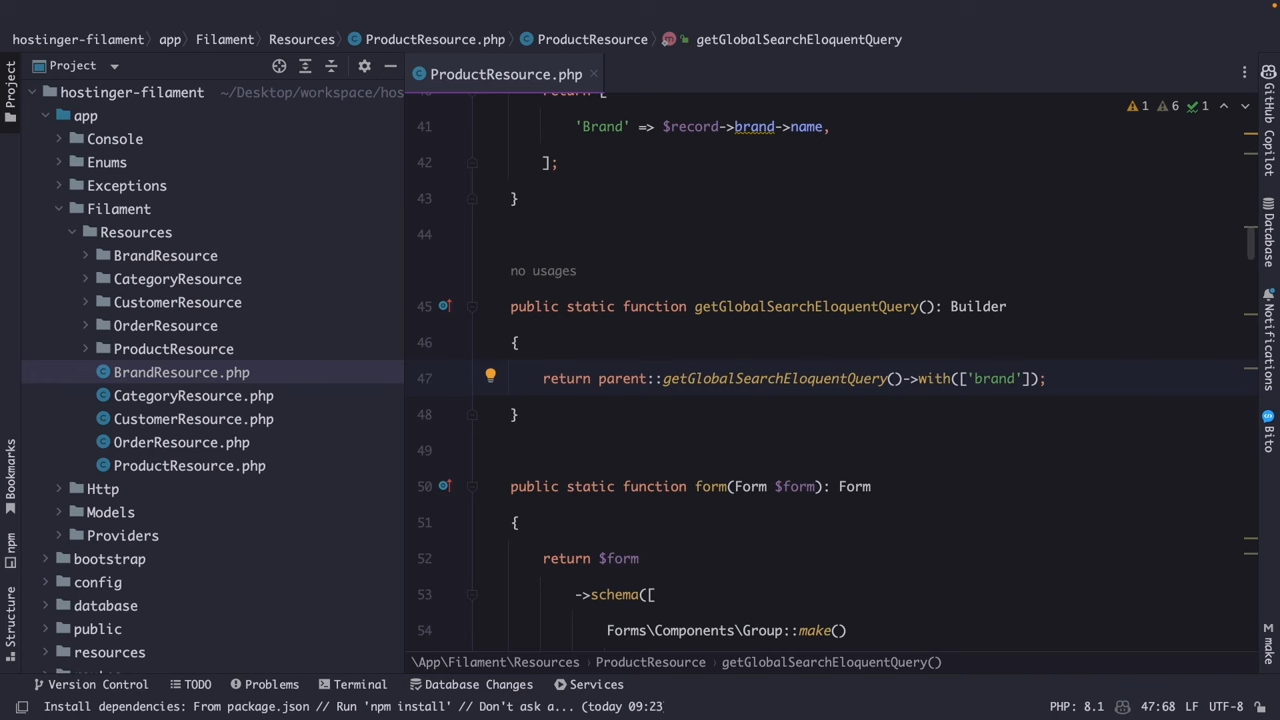 hostinger-filament app Filament Resources ProductResource.php ProductResource getGlobalSearchEloquentQuery
Project
Project
hostinger-filament ~/Desktop/workspace/hos
app
Console
Enums
Exceptions
Filament
Resources
BrandResource
CategoryResource
CustomerResource
OrderResource
ProductResource
BrandResource.php
CategoryResource.php
CustomerResource.php
OrderResource.php
ProductResource.php
Http
Models
Providers
bootstrap
config
database
public
resources
Bookmarks
npm
Structure
ProductResource.php
1 6 1
41 'Brand' => $record->brand->name,
42 ];
43 }
44
no usages
45 public static function getGlobalSearchEloquentQuery(): Builder
46 {
47 return parent::getGlobalSearchEloquentQuery()->with(['brand']);
48 }
49
50 public static function form(Form $form): Form
51 {
52 return $form
53 ->schema([
54 Forms\Components\Group::make()
\App\Filament\Resources ProductResource getGlobalSearchEloquentQuery()
GitHub Copilot
Database
Notifications
Bito
make
Version Control TODO Problems Terminal Database Changes Services
Install dependencies: From package.json // Run 'npm install' // Don't ask a... (today 09:23) PHP: 8.1 47:68 LF UTF-8